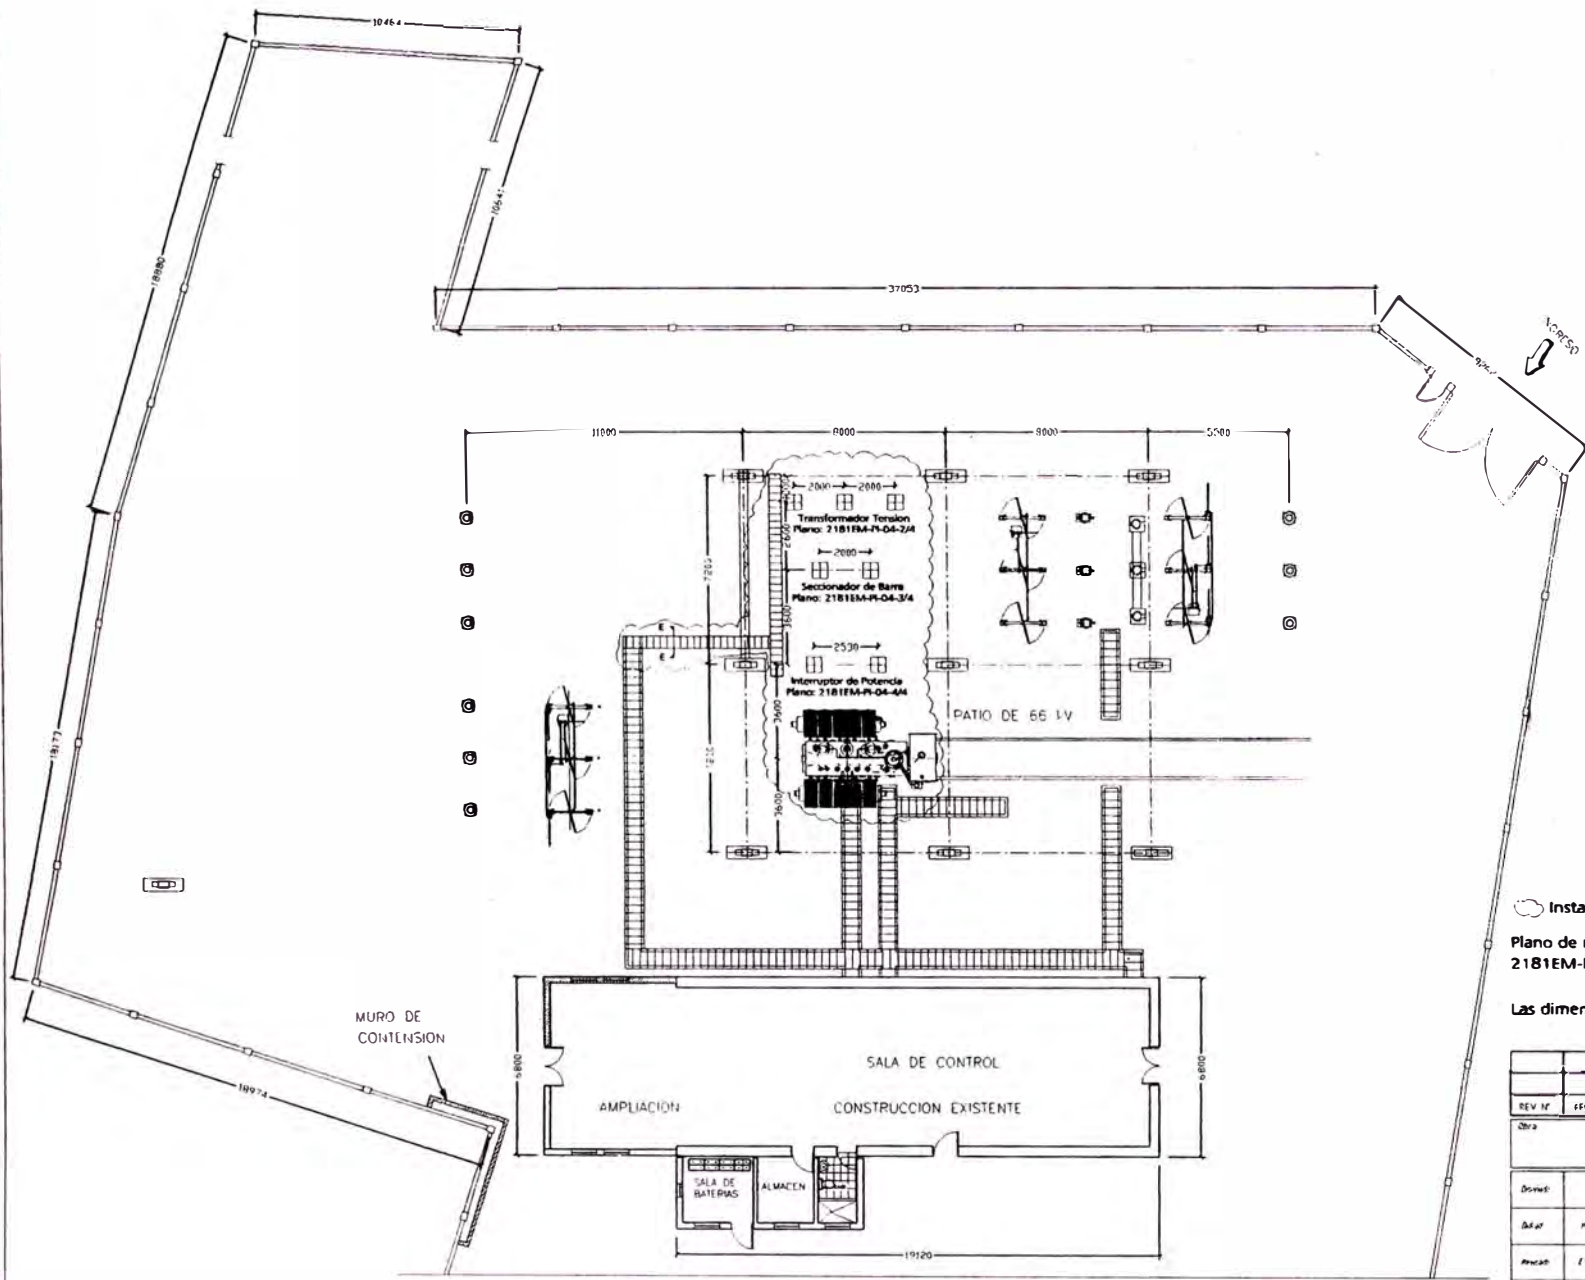 10464
18880
10641
37053
11000
8000
8000
2000
2000
Transformador Tension
Plano: 2181EM-PI-04-2/4
2600
7200
2000
Seccionador de Barra
Plano: 2181EM-PI-04-3/4
3600
E
E
2530
Interruptor de Potencia
Plano: 2181EM-PI-04-4/4
PATIO DE 66 kV
3600
3600
18173
Insta
Plano de
2181EM-
Las dimen
MURO DE
CONTENSION
18974
6800
SALA DE CONTROL
6800
AMPLIACION
CONSTRUCCION EXISTENTE
REV N°
Obra
SALA DE
BATERIAS
ALMACEN
19120